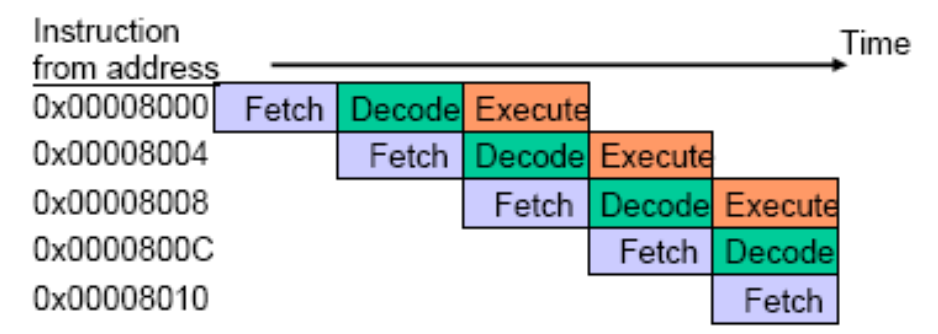 Instruction
from address
Time
0x00008000 Fetch Decode Execute
0x00008004 Fetch Decode Execute
0x00008008 Fetch Decode Execute
0x0000800C Fetch Decode
0x00008010 Fetch